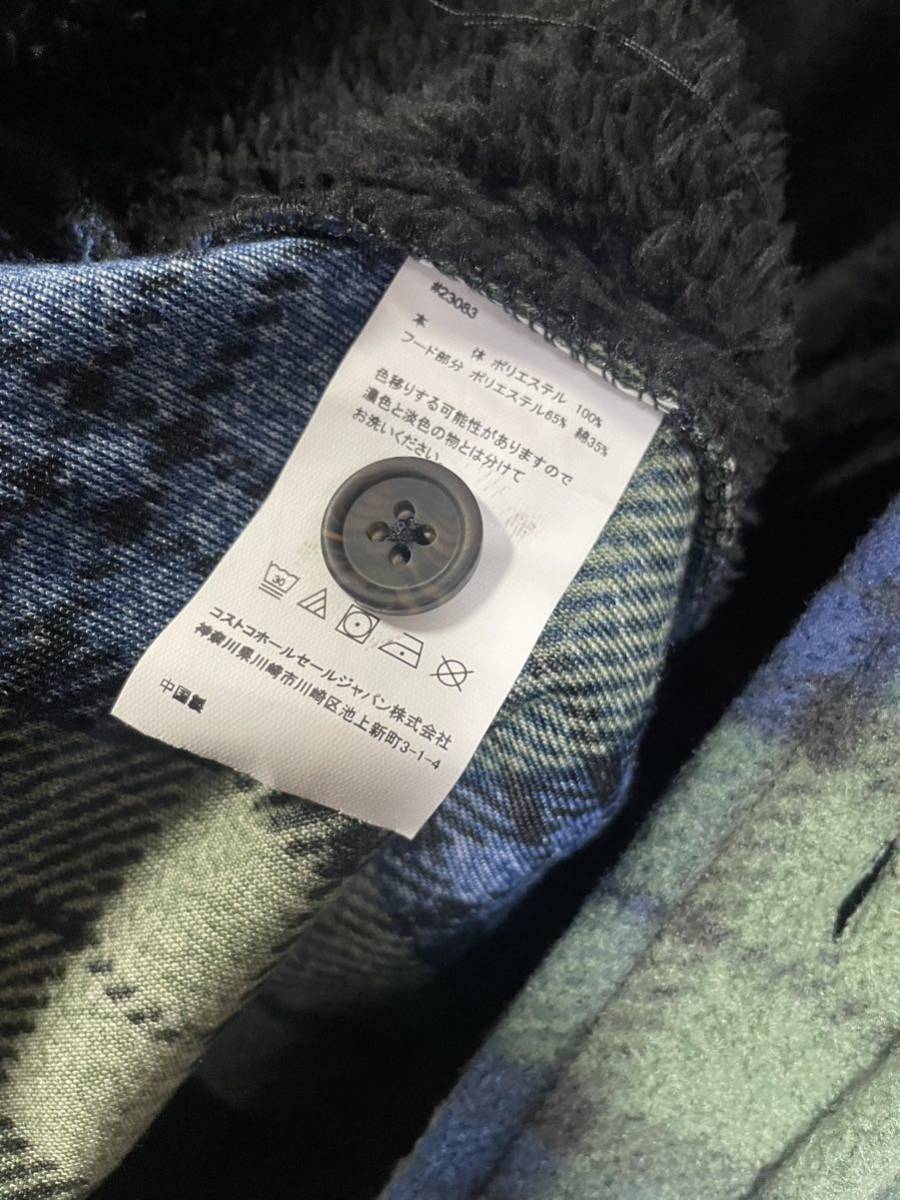 #23083
本　　体 ポリエステル 100%
フード部分 ポリエステル65% 綿35%
色移りする可能性がありますので
濃色と淡色の物とは分けて
お洗いください
30
コストコホールセールジャパン株式会社
神奈川県川崎市川崎区池上新町3-1-4
中国製